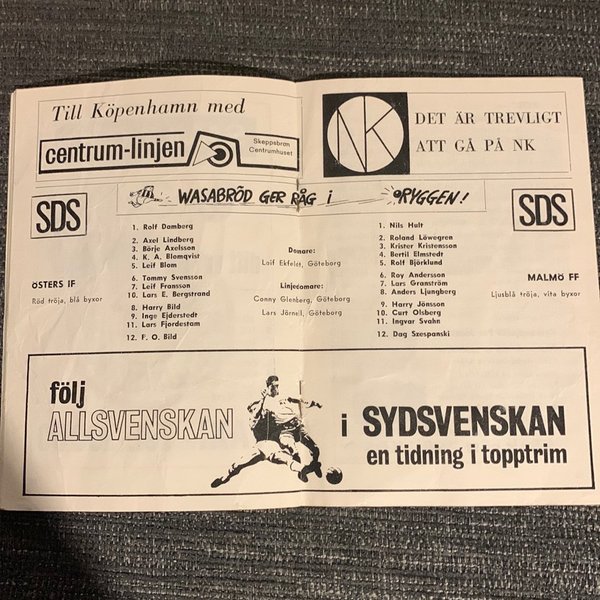 Till Köpenhamn med
centrum-linjen
Skeppsbron
Centrumhuset
NK
DET ÄR TREVLIGT
ATT GÅ PÅ NK
WASABRÖD GER RÅG i RYGGEN!
SDS
SDS
ÖSTERS IF
Röd tröja, blå byxor
1. Rolf Damberg
2. Axel Lindberg
3. Börje Axelsson
4. K. A. Blomqvist
5. Leif Blom
6. Tommy Svensson
7. Leif Fransson
8. Harry Bild
9. Inge Ejderstedt
10. Lars E. Bergstrand
11. Lars Fjordestam
12. F. O. Bild
Domare:
Leif Ekfeldt, Göteborg
Linjedomare:
Conny Glenberg, Göteborg
Lars Jörnell, Göteborg
1. Nils Hult
2. Roland Löwegren
3. Krister Kristensson
4. Bertil Elmstedt
5. Rolf Björklund
6. Roy Andersson
7. Lars Granström
8. Anders Ljungberg
9. Harry Jönsson
10. Curt Olsberg
11. Ingvar Svahn
12. Dag Szepanski
MALMÖ FF
Ljusblå tröja, vita byxor
följ
ALLSVENSKAN
i SYDSVENSKAN
en tidning i topptrim